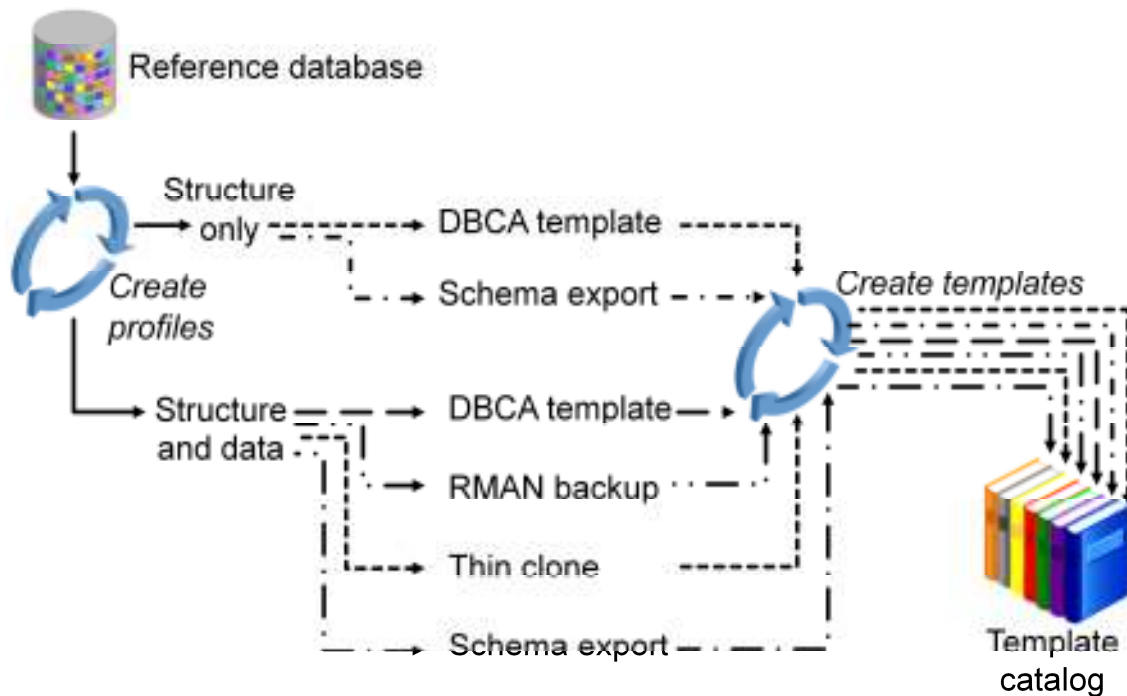 Reference database
Structure
only
DBCA template
Schema export
Create
profiles
Create templates
Structure
and data
DBCA template
RMAN backup
Thin clone
Schema export
Template
catalog